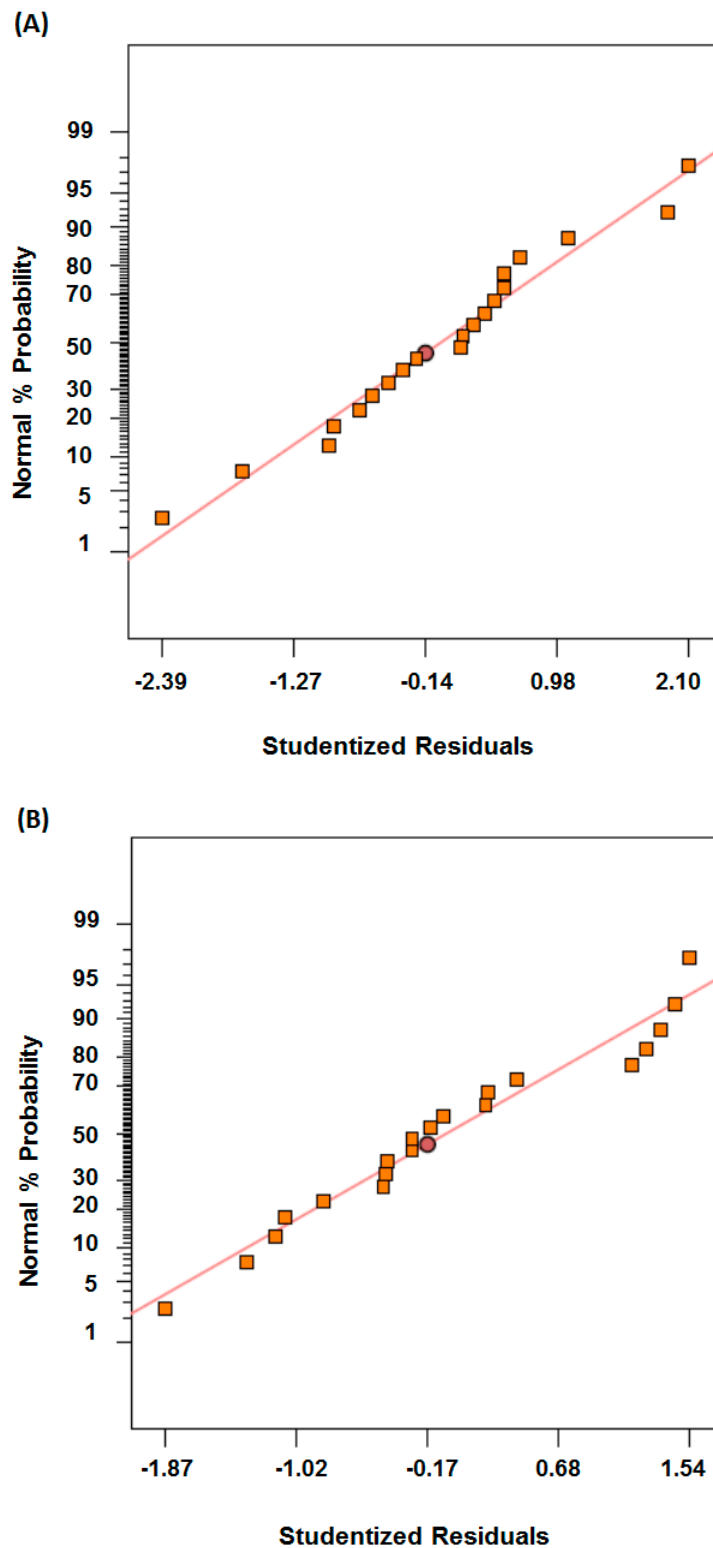 (A)
99
95
90
80
70
50
30
20
10
5
1
Normal % Probability
-2.39 -1.27 -0.14 0.98 2.10
Studentized Residuals
(B)
99
95
90
80
70
50
30
20
10
5
1
Normal % Probability
-1.87 -1.02 -0.17 0.68 1.54
Studentized Residuals